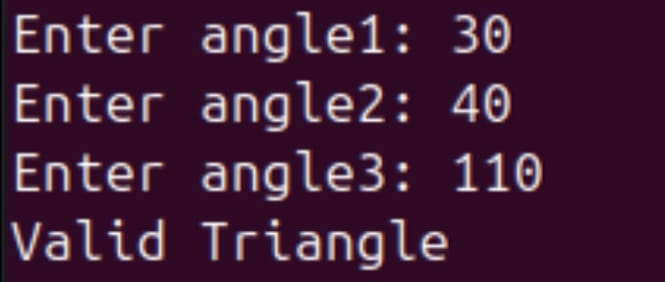 Enter angle1: 30
Enter angle2: 40
Enter angle3: 110
Valid Triangle